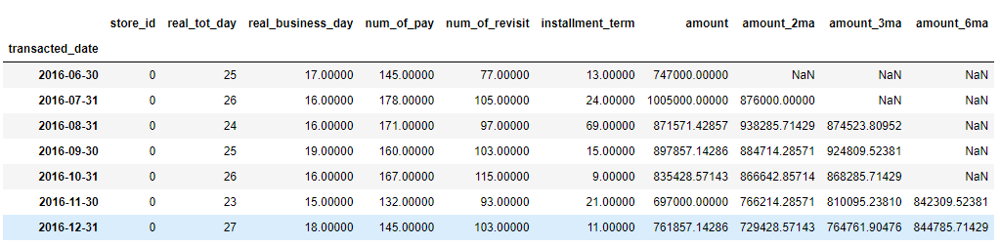 store_id real_tot_day real_business_day num_of_pay num_of_revisit installment_term amount amount_2ma amount_3ma amount_6ma
transacted_date
2016-06-30 0 25 17.00000 145.00000 77.00000 13.00000 747000.00000 NaN NaN NaN
2016-07-31 0 26 16.00000 178.00000 105.00000 24.00000 1005000.00000 876000.00000 NaN NaN
2016-08-31 0 24 16.00000 171.00000 97.00000 69.00000 871571.42857 938285.71429 874523.80952 NaN
2016-09-30 0 25 19.00000 160.00000 103.00000 15.00000 897857.14286 884714.28571 924809.52381 NaN
2016-10-31 0 26 16.00000 167.00000 115.00000 9.00000 835428.57143 866642.85714 868285.71429 NaN
2016-11-30 0 23 15.00000 132.00000 93.00000 21.00000 697000.00000 766214.28571 810095.23810 842309.52381
2016-12-31 0 27 18.00000 145.00000 103.00000 11.00000 761857.14286 729428.57143 764761.90476 844785.71429